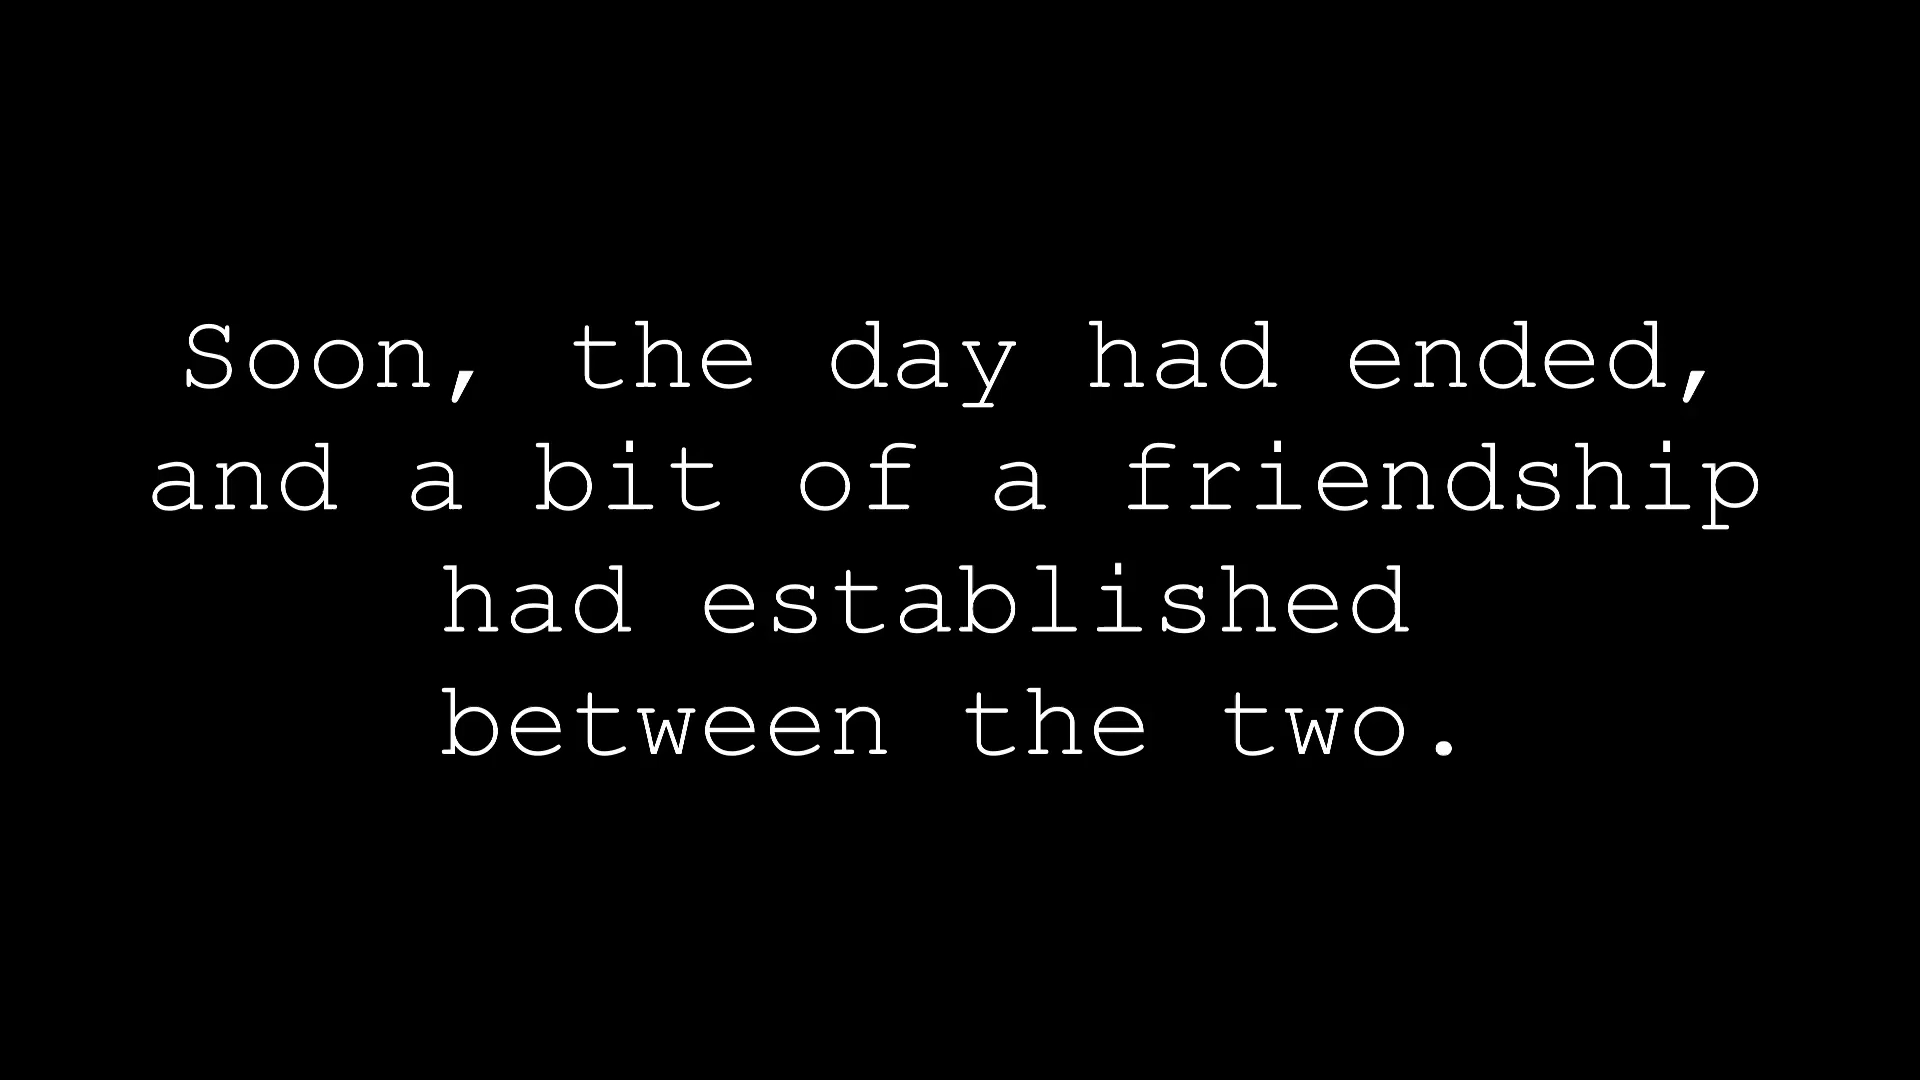 Soon, the day had ended,
and a bit of a friendship
had established
between the two.